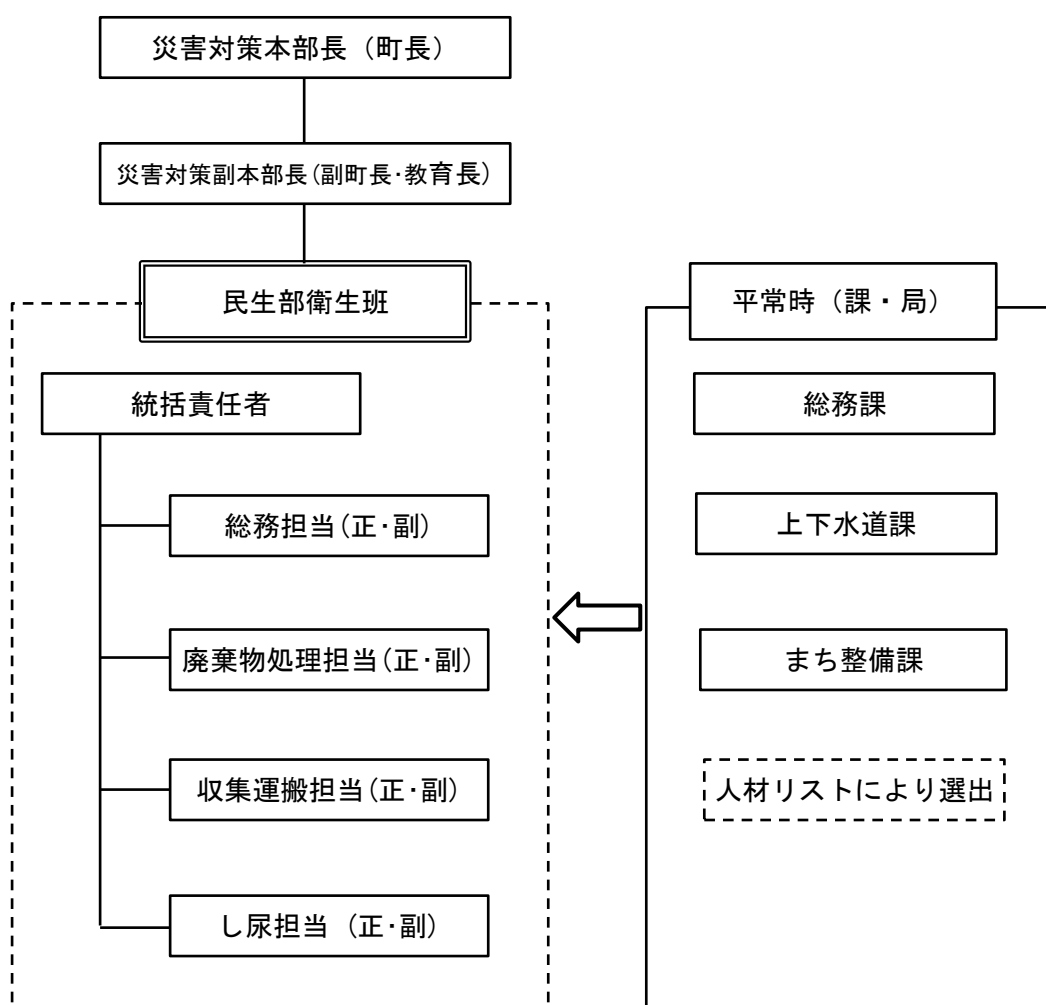 災害対策本部長（町長）
災害対策副本部長(副町長･教育長)
民生部衛生班
統括責任者
総務担当(正･副)
廃棄物処理担当(正･副)
収集運搬担当(正･副)
し尿担当（正･副)
平常時（課・局）
総務課
上下水道課
まち整備課
人材リストにより選出